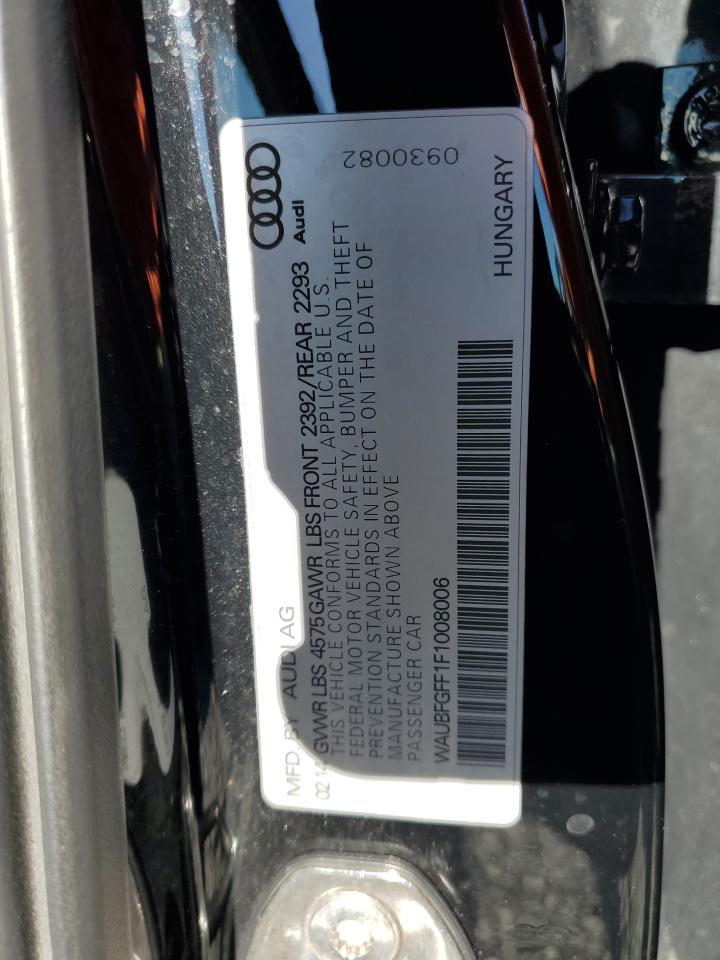 MFD. BY AUDI AG
02.14 GVWR LBS 4575 GAWR LBS FRONT 2392/REAR 2293
THIS VEHICLE CONFORMS TO ALL APPLICABLE U.S.
FEDERAL MOTOR VEHICLE SAFETY, BUMPER AND THEFT
PREVENTION STANDARDS IN EFFECT ON THE DATE OF
MANUFACTURE SHOWN ABOVE
PASSENGER CAR
WAUBFGFF1F1008006
Audi
0930082
HUNGARY